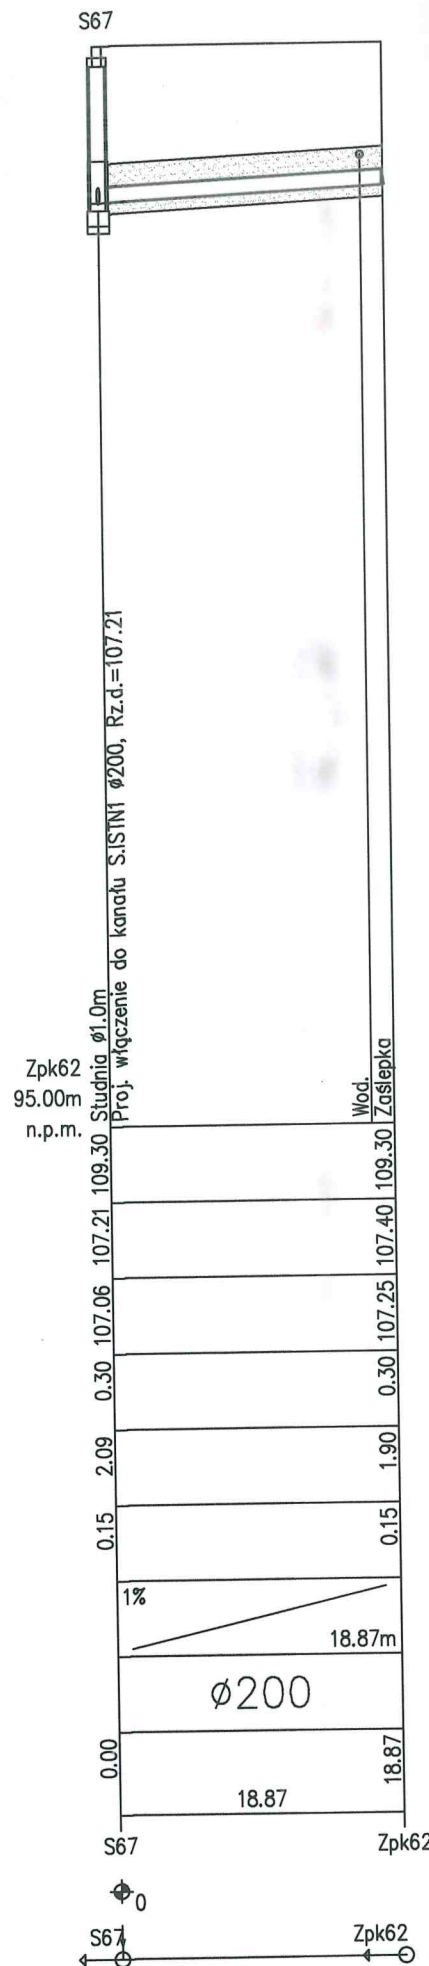 S67
Studnia ø1.0m
Proj. włączenie do kanału S.ISTN1 ø200, Rz.d.=107.21
Wod.
Zaślepka
Zpk62
95.00m
n.p.m.
109.30 109.30
107.21 107.40
107.06 107.25
0.30 0.30
2.09 1.90
0.15 0.15
1%
18.87m
ø200
0.00 18.87
18.87
S67 Zpk62
0
S67 Zpk62